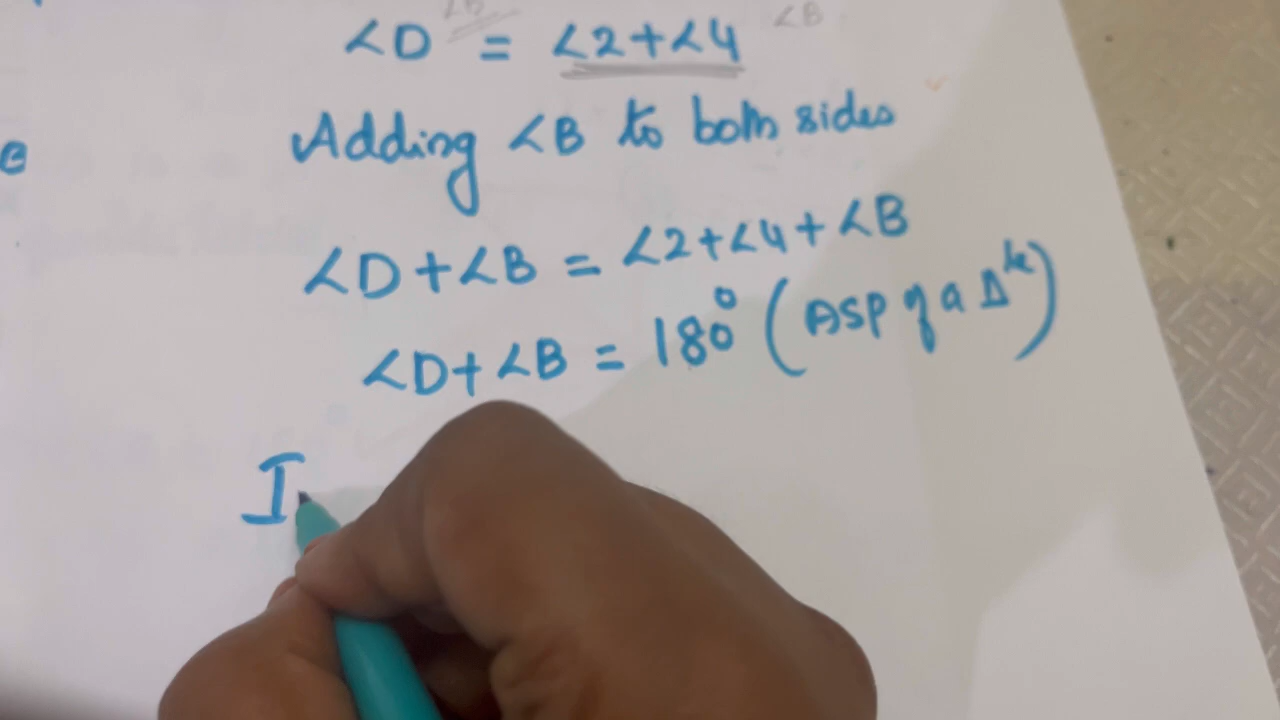 ∠B
∠D = ∠2+∠4 ∠B
Adding ∠B to both sides
B
∠D+∠B = ∠2+∠4+∠B
∠D+∠B = 180° (ASP of a Δle)
I